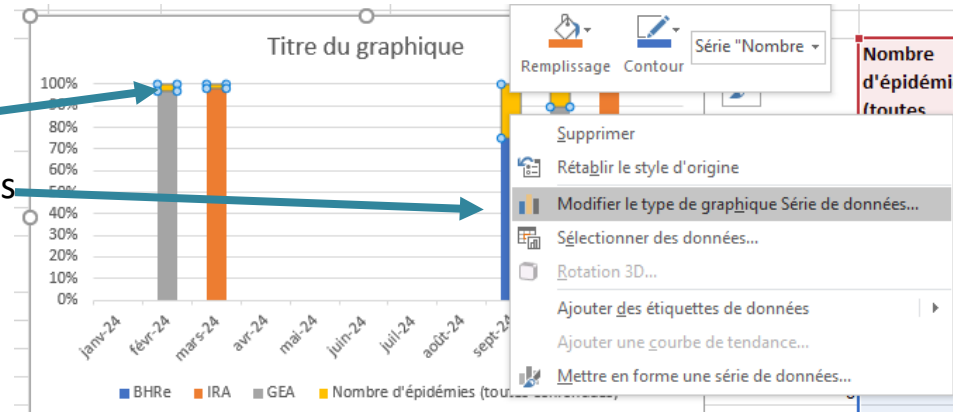 Titre du graphique
100%
80%
70%
60%
40%
30%
20%
10%
0%
janv-24
févr-24
mars-24
avr-24
mai-24
juin-24
juil-24
août-24
sept-24
BHRe
IRA
GEA
Nombre d'épidémies
s
Remplissage
Contour
Série "Nombre
Nombre
d'épidémi
(toutes
Supprimer
Rétablir le style d'origine
Modifier le type de graphique Série de données...
Sélectionner des données...
Rotation 3D...
Ajouter des étiquettes de données
Ajouter une courbe de tendance...
Mettre en forme une série de données...